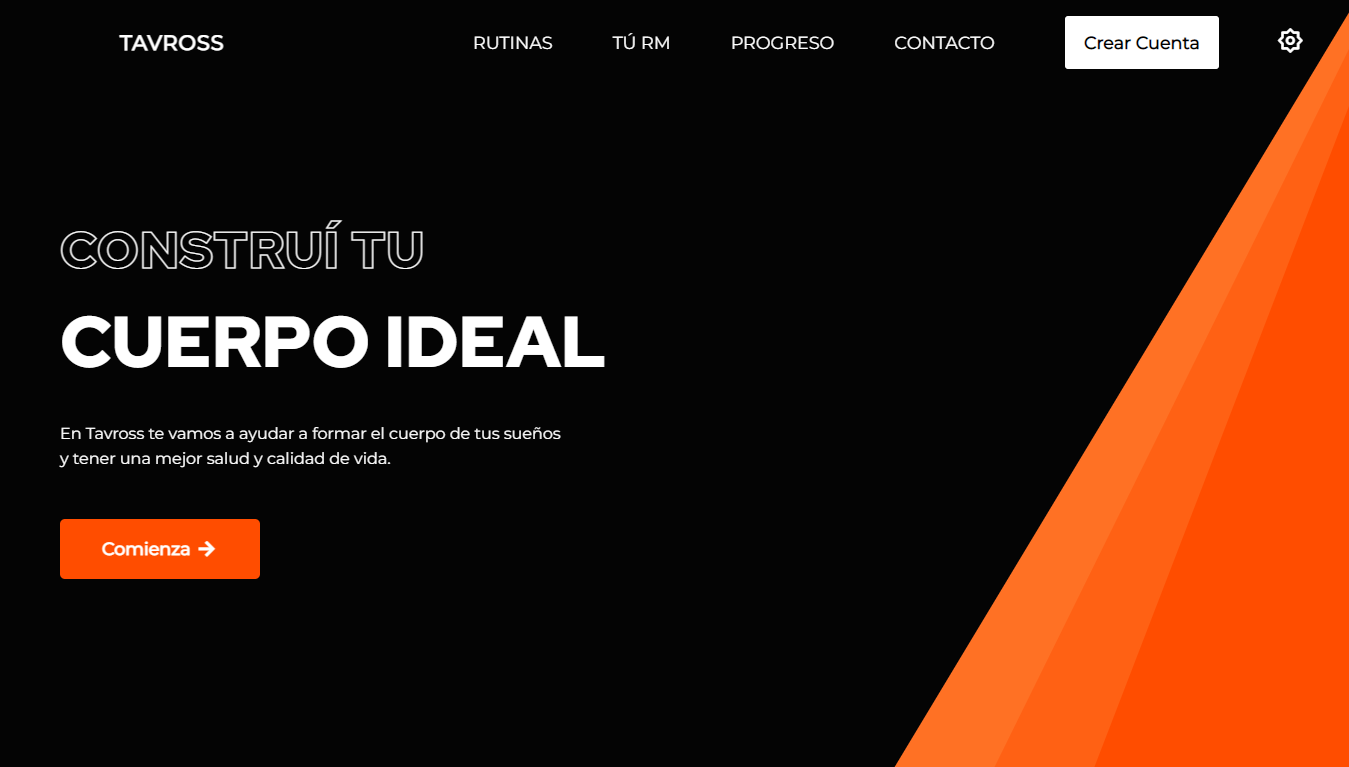 TAVROSS
RUTINAS
TÚ RM
PROGRESO
CONTACTO
Crear Cuenta
CONSTRUÍ TU
CUERPO IDEAL
En Tavross te vamos a ayudar a formar el cuerpo de tus sueños
y tener una mejor salud y calidad de vida.
Comienza →